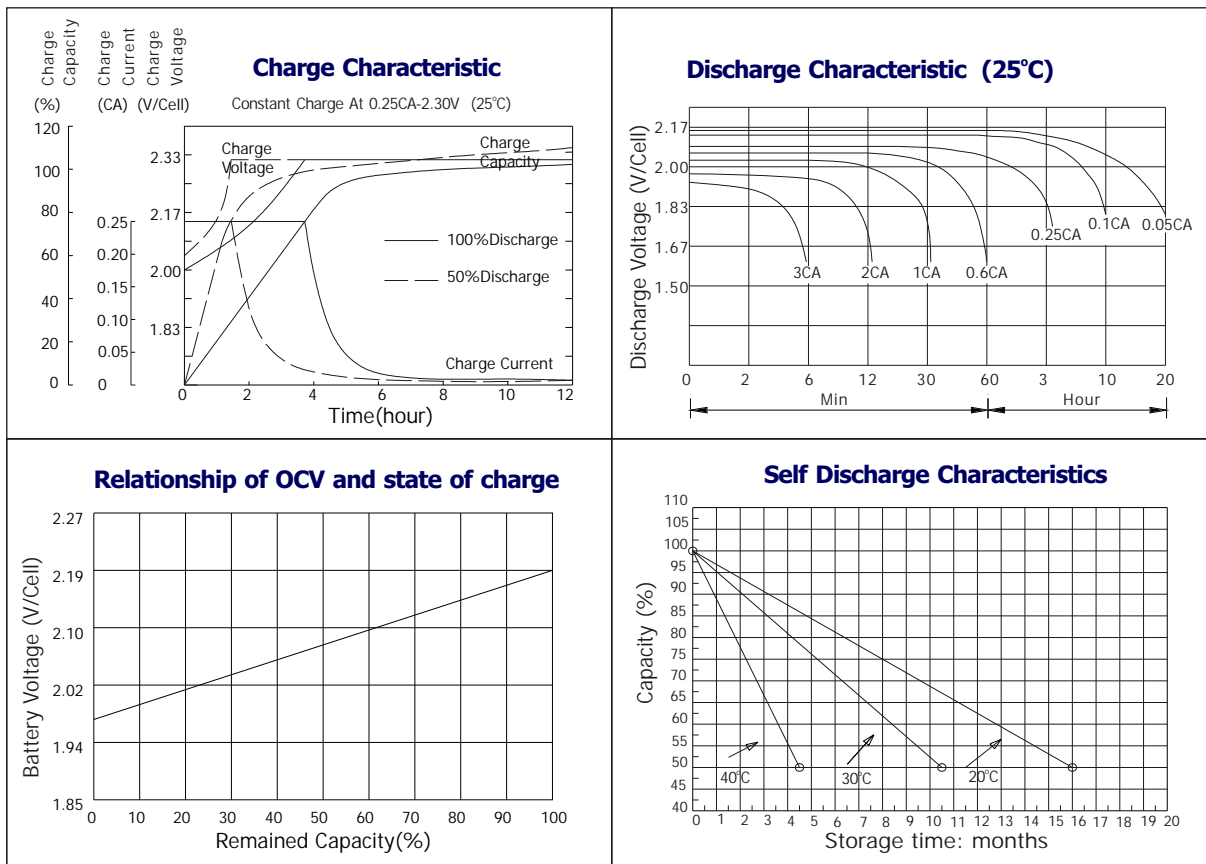 Charge Capacity
Charge Current
Charge Voltage
Charge Characteristic
(%)
(CA)
(V/Cell)
Constant Charge At 0.25CA-2.30V (25°C)
120
100
80
60
40
20
0
0.25
0.20
0.15
0.10
0.05
0
2.33
2.17
2.00
1.83
Charge Voltage
Charge Capacity
100%Discharge
50%Discharge
Charge Current
0 2 4 6 8 10 12
Time(hour)
Discharge Characteristic (25°C)
Discharge Voltage (V/Cell)
2.17
2.00
1.83
1.67
1.50
3CA
2CA
1CA
0.6CA
0.25CA
0.1CA
0.05CA
0 2 6 12 30 60 3 10 20
Min
Hour
Relationship of OCV and state of charge
Battery Voltage (V/Cell)
2.27
2.19
2.10
2.02
1.94
1.85
0 10 20 30 40 50 60 70 80 90 100
Remained Capacity(%)
Self Discharge Characteristics
Capacity (%)
110
105
100
95
90
85
80
75
70
65
60
55
50
45
40
40°C
30°C
20°C
0 1 2 3 4 5 6 7 8 9 10 11 12 13 14 15 16 17 18 19 20
Storage time: months